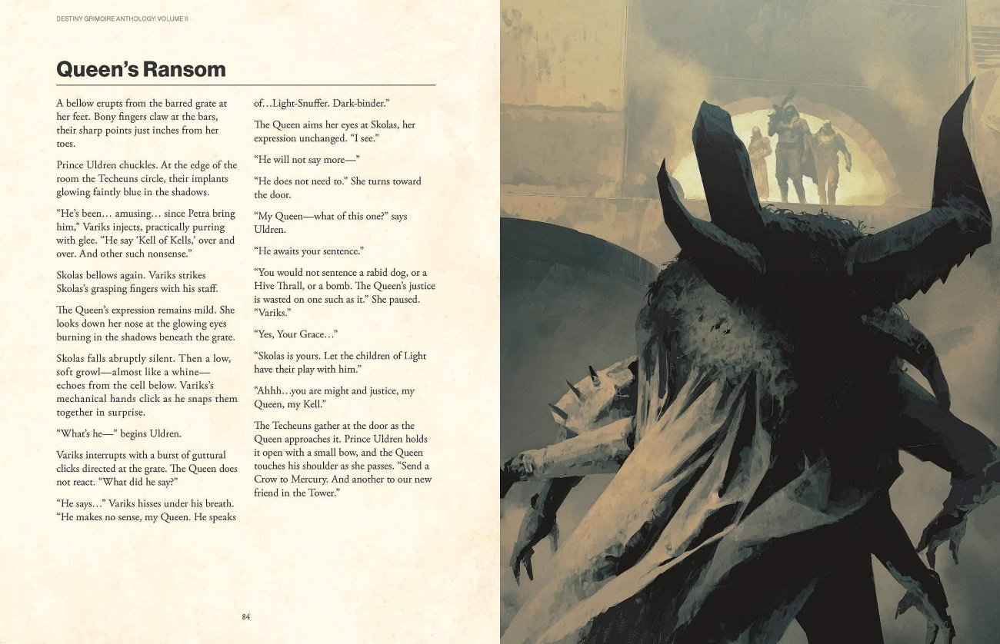 DESTINY GRIMOIRE ANTHOLOGY: VOLUME II
Queen's Ransom
A bellow erupts from the barred grate at
her feet. Bony fingers claw at the bars,
their sharp points just inches from her
toes.
Prince Uldren chuckles. At the edge of the
room the Techeuns circle, their implants
glowing faintly blue in the shadows.
“He’s been… amusing… since Petra bring
him,” Variks injects, practically purring
with glee. “He say ‘Kell of Kells,’ over and
over. And other such nonsense.”
Skolas bellows again. Variks strikes
Skolas’s grasping fingers with his staff.
The Queen’s expression remains mild. She
looks down her nose at the glowing eyes
burning in the shadows beneath the grate.
Skolas falls abruptly silent. Then a low,
soft growl—almost like a whine—
echoes from the cell below. Variks’s
mechanical hands click as he snaps them
together in surprise.
“What’s he—” begins Uldren.
Variks interrupts with a burst of guttural
clicks directed at the grate. The Queen does
not react. “What did he say?”
“He says…” Variks hisses under his breath.
“He makes no sense, my Queen. He speaks
of…Light-Snuffer. Dark-binder.”
The Queen aims her eyes at Skolas, her
expression unchanged. “I see.”
“He will not say more—”
“He does not need to.” She turns toward
the door.
“My Queen—what of this one?” says
Uldren.
“He awaits your sentence.”
“You would not sentence a rabid dog, or a
Hive Thrall, or a bomb. The Queen’s justice
is wasted on one such as it.” She paused.
“Variks.”
“Yes, Your Grace…”
“Skolas is yours. Let the children of Light
have their play with him.”
“Ahhh…you are might and justice, my
Queen, my Kell.”
The Techeuns gather at the door as the
Queen approaches it. Prince Uldren holds
it open with a small bow, and the Queen
touches his shoulder as she passes. “Send a
Crow to Mercury. And another to our new
friend in the Tower.”
84